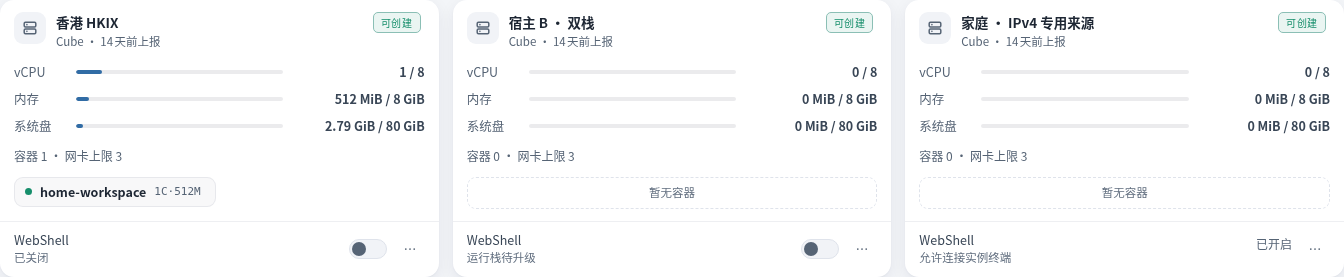 香港 HKIX
可创建
Cube · 14天前上报
vCPU
1 / 8
内存
512 MiB / 8 GiB
系统盘
2.79 GiB / 80 GiB
容器 1 · 网卡上限 3
home-workspace 1C·512M
WebShell
已关闭
...
宿主 B · 双栈
可创建
Cube · 14天前上报
vCPU
0 / 8
内存
0 MiB / 8 GiB
系统盘
0 MiB / 80 GiB
容器 0 · 网卡上限 3
暂无容器
WebShell
运行栈待升级
...
家庭 · IPv4 专用来源
可创建
Cube · 14天前上报
vCPU
0 / 8
内存
0 MiB / 8 GiB
系统盘
0 MiB / 80 GiB
容器 0 · 网卡上限 3
暂无容器
WebShell
允许连接实例终端
已开启
...